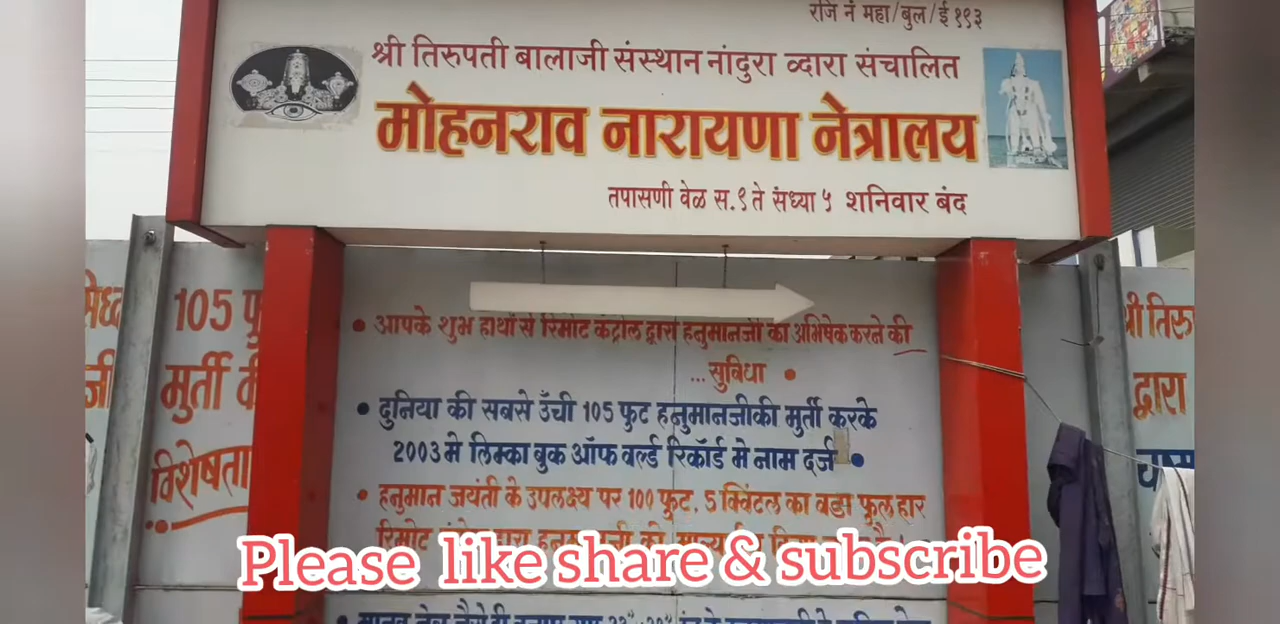 रजि नं महा/बुल/ई १९३
श्री तिरुपती बालाजी संस्थान नांदुरा व्दारा संचालित
मोहनराव नारायणा नेत्रालय
तपासणी वेळ स.९ ते संध्या ५ शनिवार बंद
• आपके शुभ हाथों से रिमोट कंट्रोल द्वारा हनुमानजी का अभिषेक करने की
...सुविधा •
• दुनिया की सबसे उँची 105 फुट हनुमानजीकी मुर्ती करके
2003 मे लिम्का बुक ऑफ वर्ल्ड रिकॉर्ड मे नाम दर्ज •
• हनुमान जयंती के उपलक्ष्य पर 100 फुट, 5 क्विंटल का बडा फुल हार
रिमोट
105 फु
मुर्ती की
विशेषता
द्वारा
Please like share & subscribe